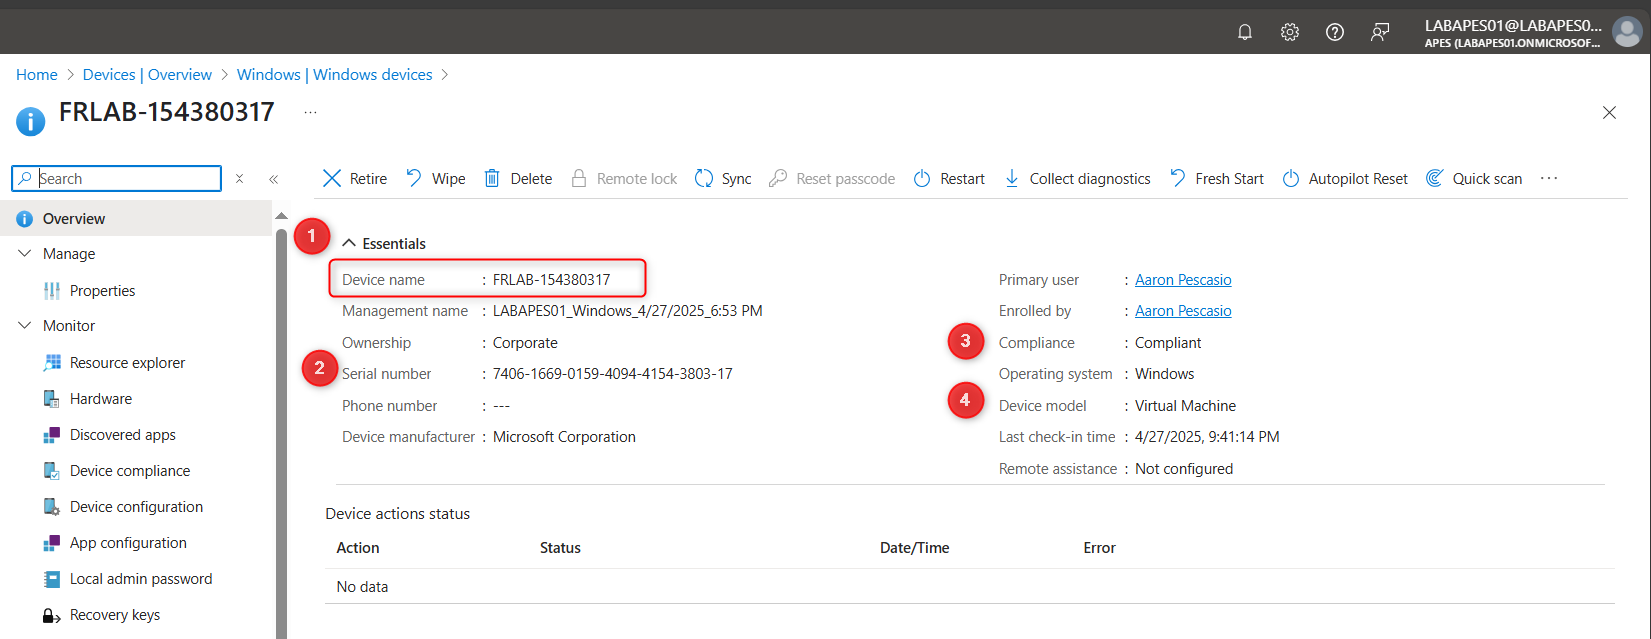 LABAPES01@LABAPES0...
APES (LABAPES01.ONMICROSOF...
Home > Devices | Overview > Windows | Windows devices >
FRLAB-154380317 ...
Search
Retire Wipe Delete Remote lock Sync Reset passcode Restart Collect diagnostics Fresh Start Autopilot Reset Quick scan ...
Overview
Manage
Properties
Monitor
Resource explorer
Hardware
Discovered apps
Device compliance
Device configuration
App configuration
Local admin password
Recovery keys
1 Essentials
Device name : FRLAB-154380317
Management name : LABAPES01_Windows_4/27/2025_6:53 PM
Ownership : Corporate
2 Serial number : 7406-1669-0159-4094-4154-3803-17
Phone number : ---
Device manufacturer : Microsoft Corporation
Primary user : Aaron Pescasio
Enrolled by : Aaron Pescasio
3 Compliance : Compliant
Operating system : Windows
4 Device model : Virtual Machine
Last check-in time : 4/27/2025, 9:41:14 PM
Remote assistance : Not configured
Device actions status
Action Status Date/Time Error
No data